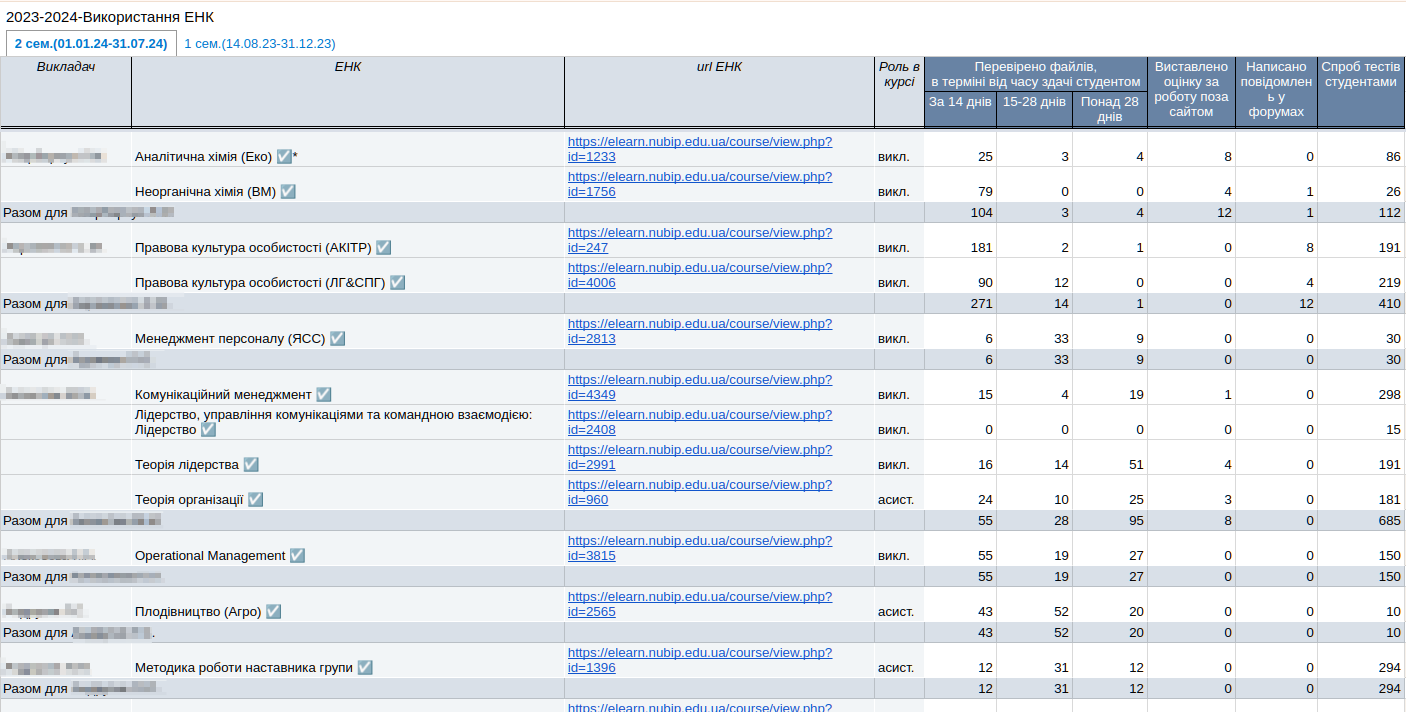 2023-2024-Використання ЕНК
2 сем.(01.01.24-31.07.24) 1 сем.(14.08.23-31.12.23)
Викладач ЕНК url ЕНК Роль в курсі Перевірено файлів, в терміні від часу здачі студентом Виставлено оцінку за роботу поза сайтом Написано повідомлень у форумах Спроб тестів студентами
За 14 днів 15-28 днів Понад 28 днів
https://elearn.nubip.edu.ua/course/view.php?
Аналітична хімія (Еко) ☑* id=1233 викл. 25 3 4 8 0 86
https://elearn.nubip.edu.ua/course/view.php?
Неорганічна хімія (ВМ) ☑ id=1756 викл. 79 0 0 4 1 26
Разом для 104 3 4 12 1 112
https://elearn.nubip.edu.ua/course/view.php?
Правова культура особистості (АКІТР) ☑ id=247 викл. 181 2 1 0 8 191
https://elearn.nubip.edu.ua/course/view.php?
Правова культура особистості (ЛГ&СПГ) ☑ id=4006 викл. 90 12 0 0 4 219
Разом для 271 14 1 0 12 410
https://elearn.nubip.edu.ua/course/view.php?
Менеджмент персоналу (ЯСС) ☑ id=2813 викл. 6 33 9 0 0 30
Разом для 6 33 9 0 0 30
https://elearn.nubip.edu.ua/course/view.php?
Комунікаційний менеджмент ☑ id=4349 викл. 15 4 19 1 0 298
Лідерство, управління комунікаціями та командною взаємодією: https://elearn.nubip.edu.ua/course/view.php?
Лідерство ☑ id=2408 викл. 0 0 0 0 0 15
https://elearn.nubip.edu.ua/course/view.php?
Теорія лідерства ☑ id=2991 викл. 16 14 51 4 0 191
https://elearn.nubip.edu.ua/course/view.php?
Теорія організації ☑ id=960 асист. 24 10 25 3 0 181
Разом для 55 28 95 8 0 685
https://elearn.nubip.edu.ua/course/view.php?
Operational Management ☑ id=3815 викл. 55 19 27 0 0 150
Разом для 55 19 27 0 0 150
https://elearn.nubip.edu.ua/course/view.php?
Плодівництво (Агро) ☑ id=2565 асист. 43 52 20 0 0 10
Разом для 43 52 20 0 0 10
https://elearn.nubip.edu.ua/course/view.php?
Методика роботи наставника групи ☑ id=1396 асист. 12 31 12 0 0 294
Разом для 12 31 12 0 0 294
https://elearn.nubip.edu.ua/course/view.php?